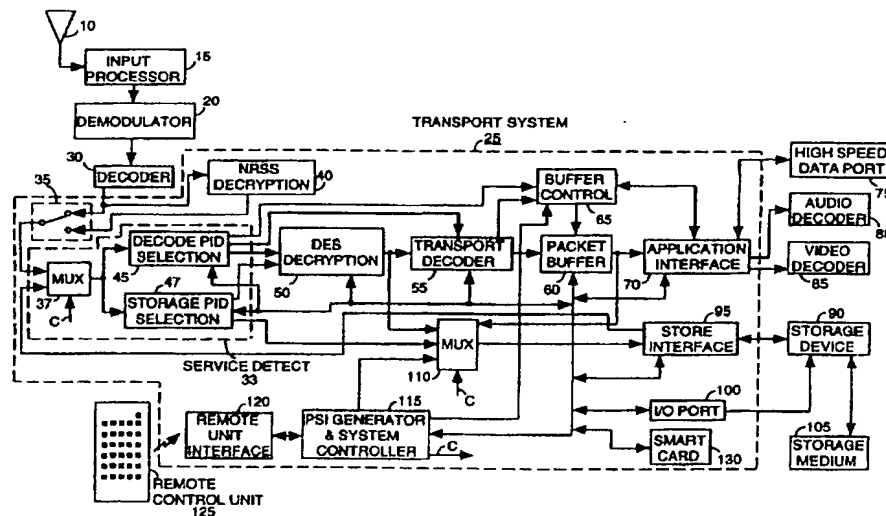 10
INPUT
PROCESSOR
15
20
DEMODULATOR
TRANSPORT SYSTEM
25
30
DECODER
35
NRSS
DECRYPTION
40
BUFFER
CONTROL
65
HIGH SPEED
DATA PORT
75
AUDIO
DECODER
80
DECODE PID
SELECTION
45
DES
DECRYPTION
50
TRANSPORT
DECODER
55
PACKET
BUFFER
60
APPLICATION
INTERFACE
70
VIDEO
DECODER
85
MUX
37
C
47
STORAGE PID
SELECTION
SERVICE DETECT
33
MUX
110
C
95
STORE
INTERFACE
90
STORAGE
DEVICE
120
REMOTE
UNIT
INTERFACE
115
PSI GENERATOR
& SYSTEM
CONTROLLER
C
100
I/O PORT
SMART
CARD
130
105
STORAGE
MEDIUM
REMOTE
CONTROL UNIT
125